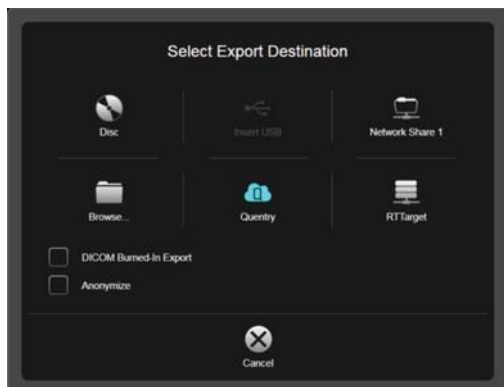 Select Export Destination
Disc
Insert USB
Network Share 1
Browse...
Quentry
RTTarget
DICOM Burned-In Export
Anonymize
Cancel